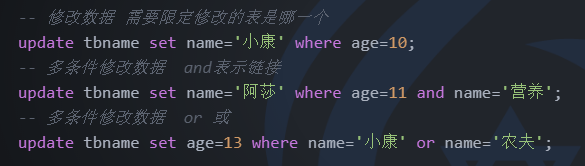 -- 修改数据 需要限定修改的表是哪一个
update tbname set name='小康' where age=10;
-- 多条件修改数据  and表示链接
update tbname set name='阿莎' where age=11 and name='营养';
-- 多条件修改数据  or 或
update tbname set age=13 where name='小康' or name='农夫';